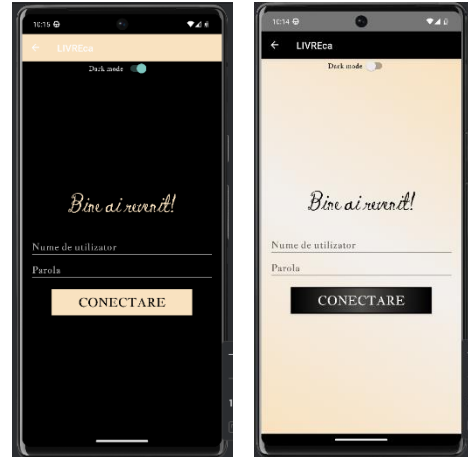 10:15
LIVREca
Dark mode
Bine ai revenit!
Nume de utilizator
Parola
CONECTARE
10:14
LIVREca
Dark mode
Bine ai revenit!
Nume de utilizator
Parola
CONECTARE